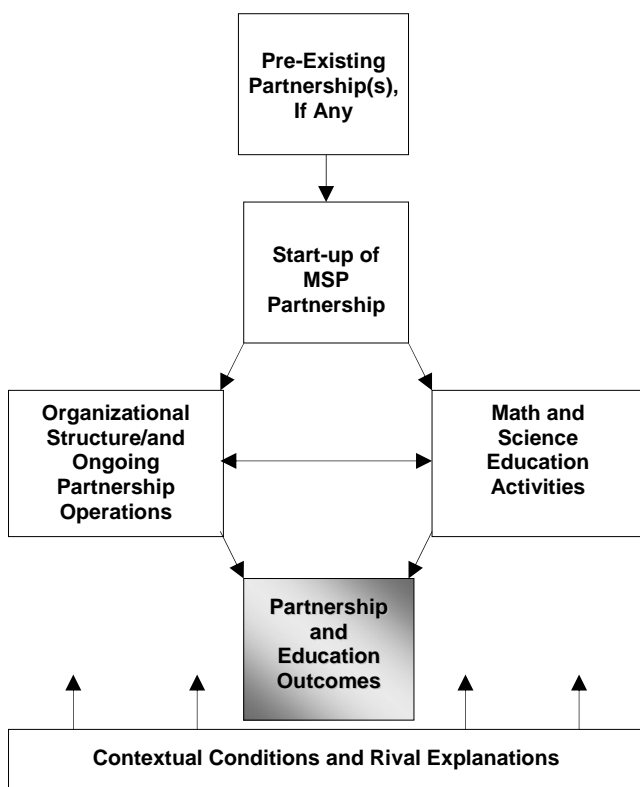 Pre-Existing
Partnership(s),
If Any
Start-up of
MSP
Partnership
Organizational
Structure/and
Ongoing
Partnership
Operations
Math and
Science
Education
Activities
Partnership
and
Education
Outcomes
Contextual Conditions and Rival Explanations